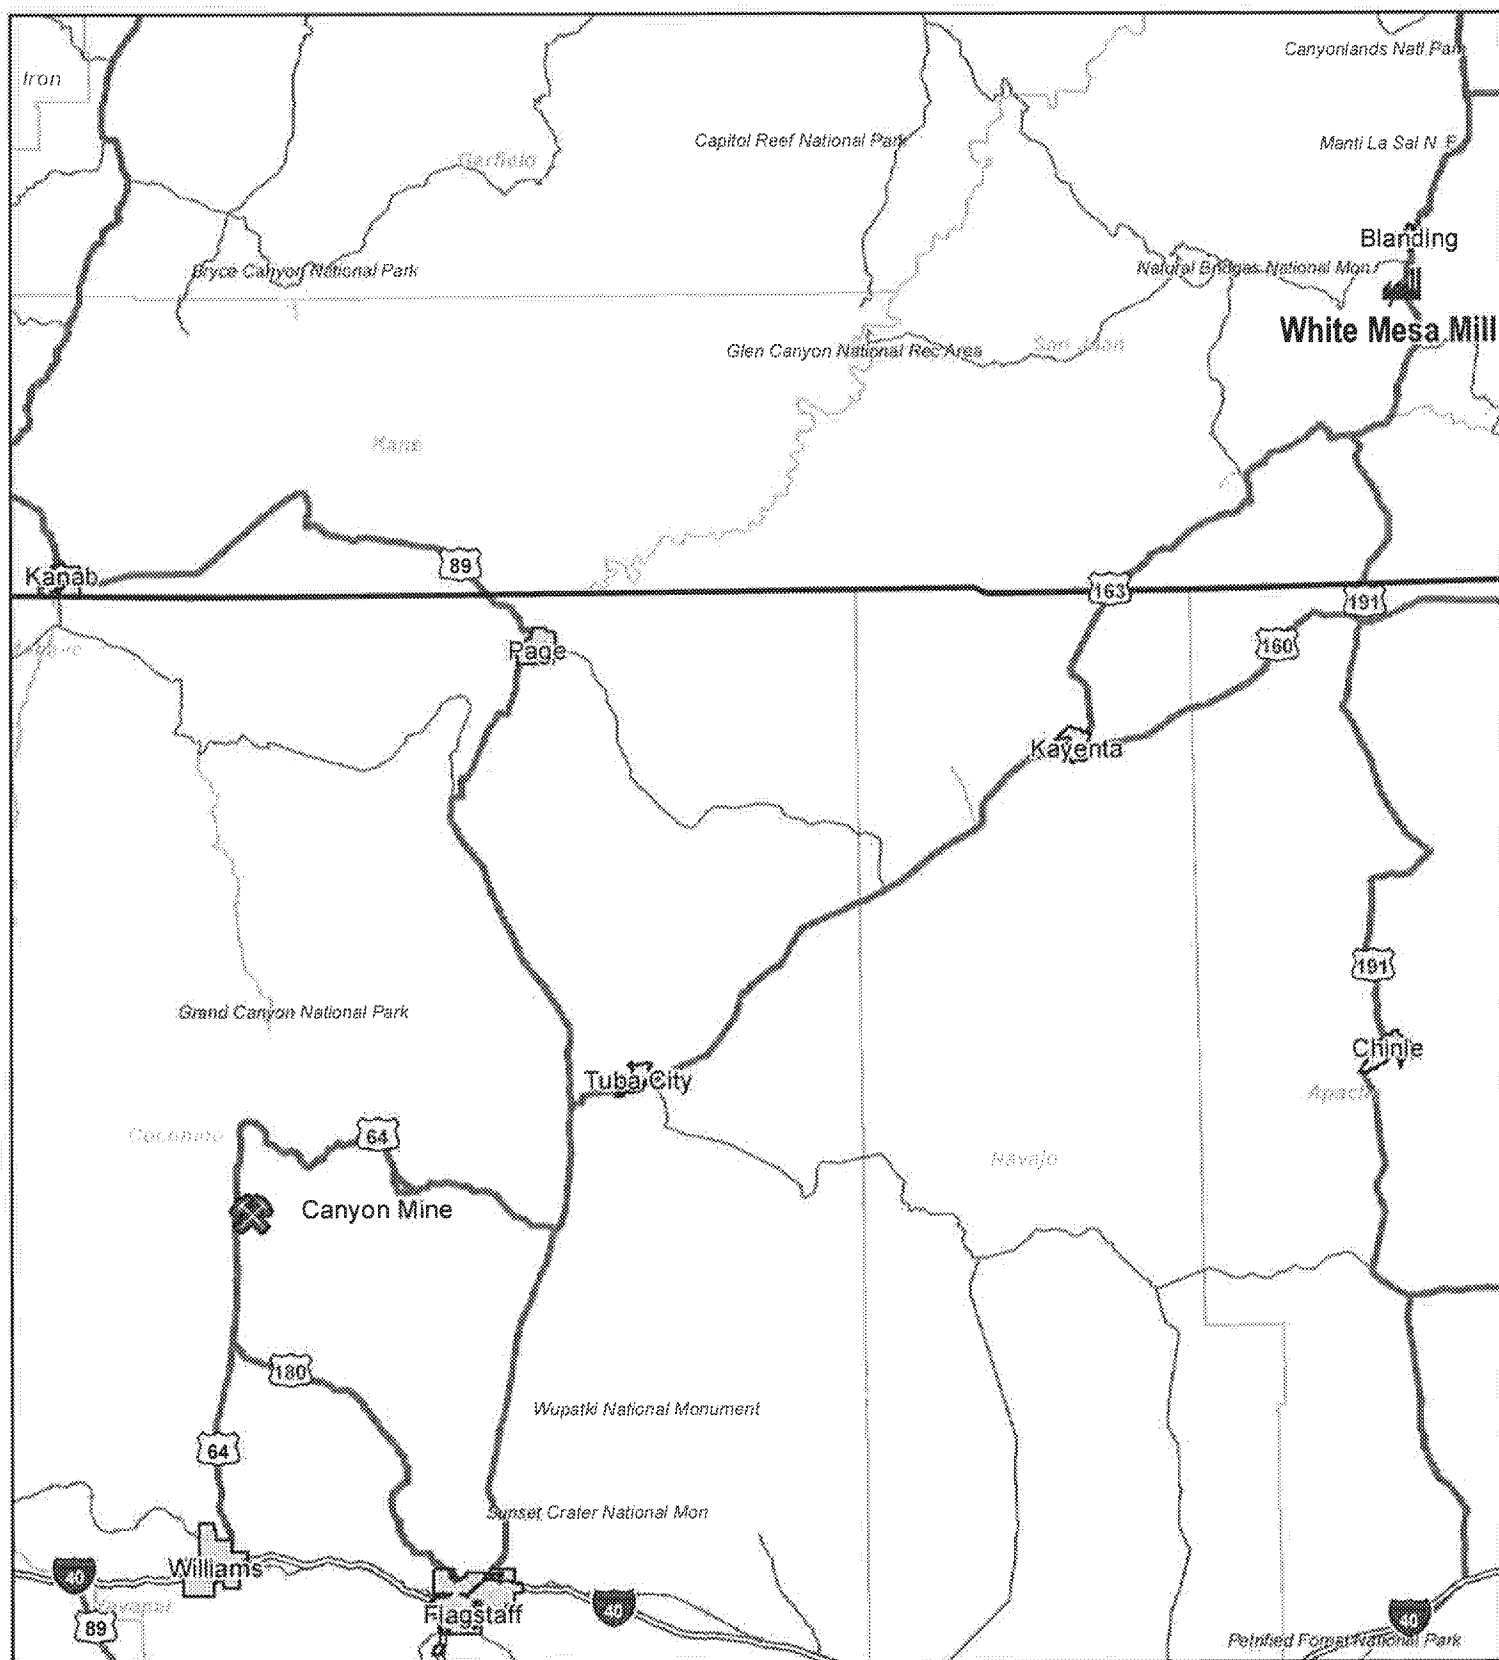 Canyonlands Natl Par
Iron
Capitol Reef National Park
Manti La Sal N F
Garfield
Blanding
Bryce Canyon National Park
Natural Bridges National Mon
White Mesa Mill
Glen Canyon National Rec Area
San Juan
Kane
89
Kanab
163
191
160
Page
Kayenta
191
Grand Canyon National Park
Chinle
Tuba City
Apache
64
Coconino
Navajo
Canyon Mine
180
Wupatki National Monument
64
Sunset Crater National Mon
Williams
40
40
Yavapai
Flagstaff
40
89
Petrified Forest National Park